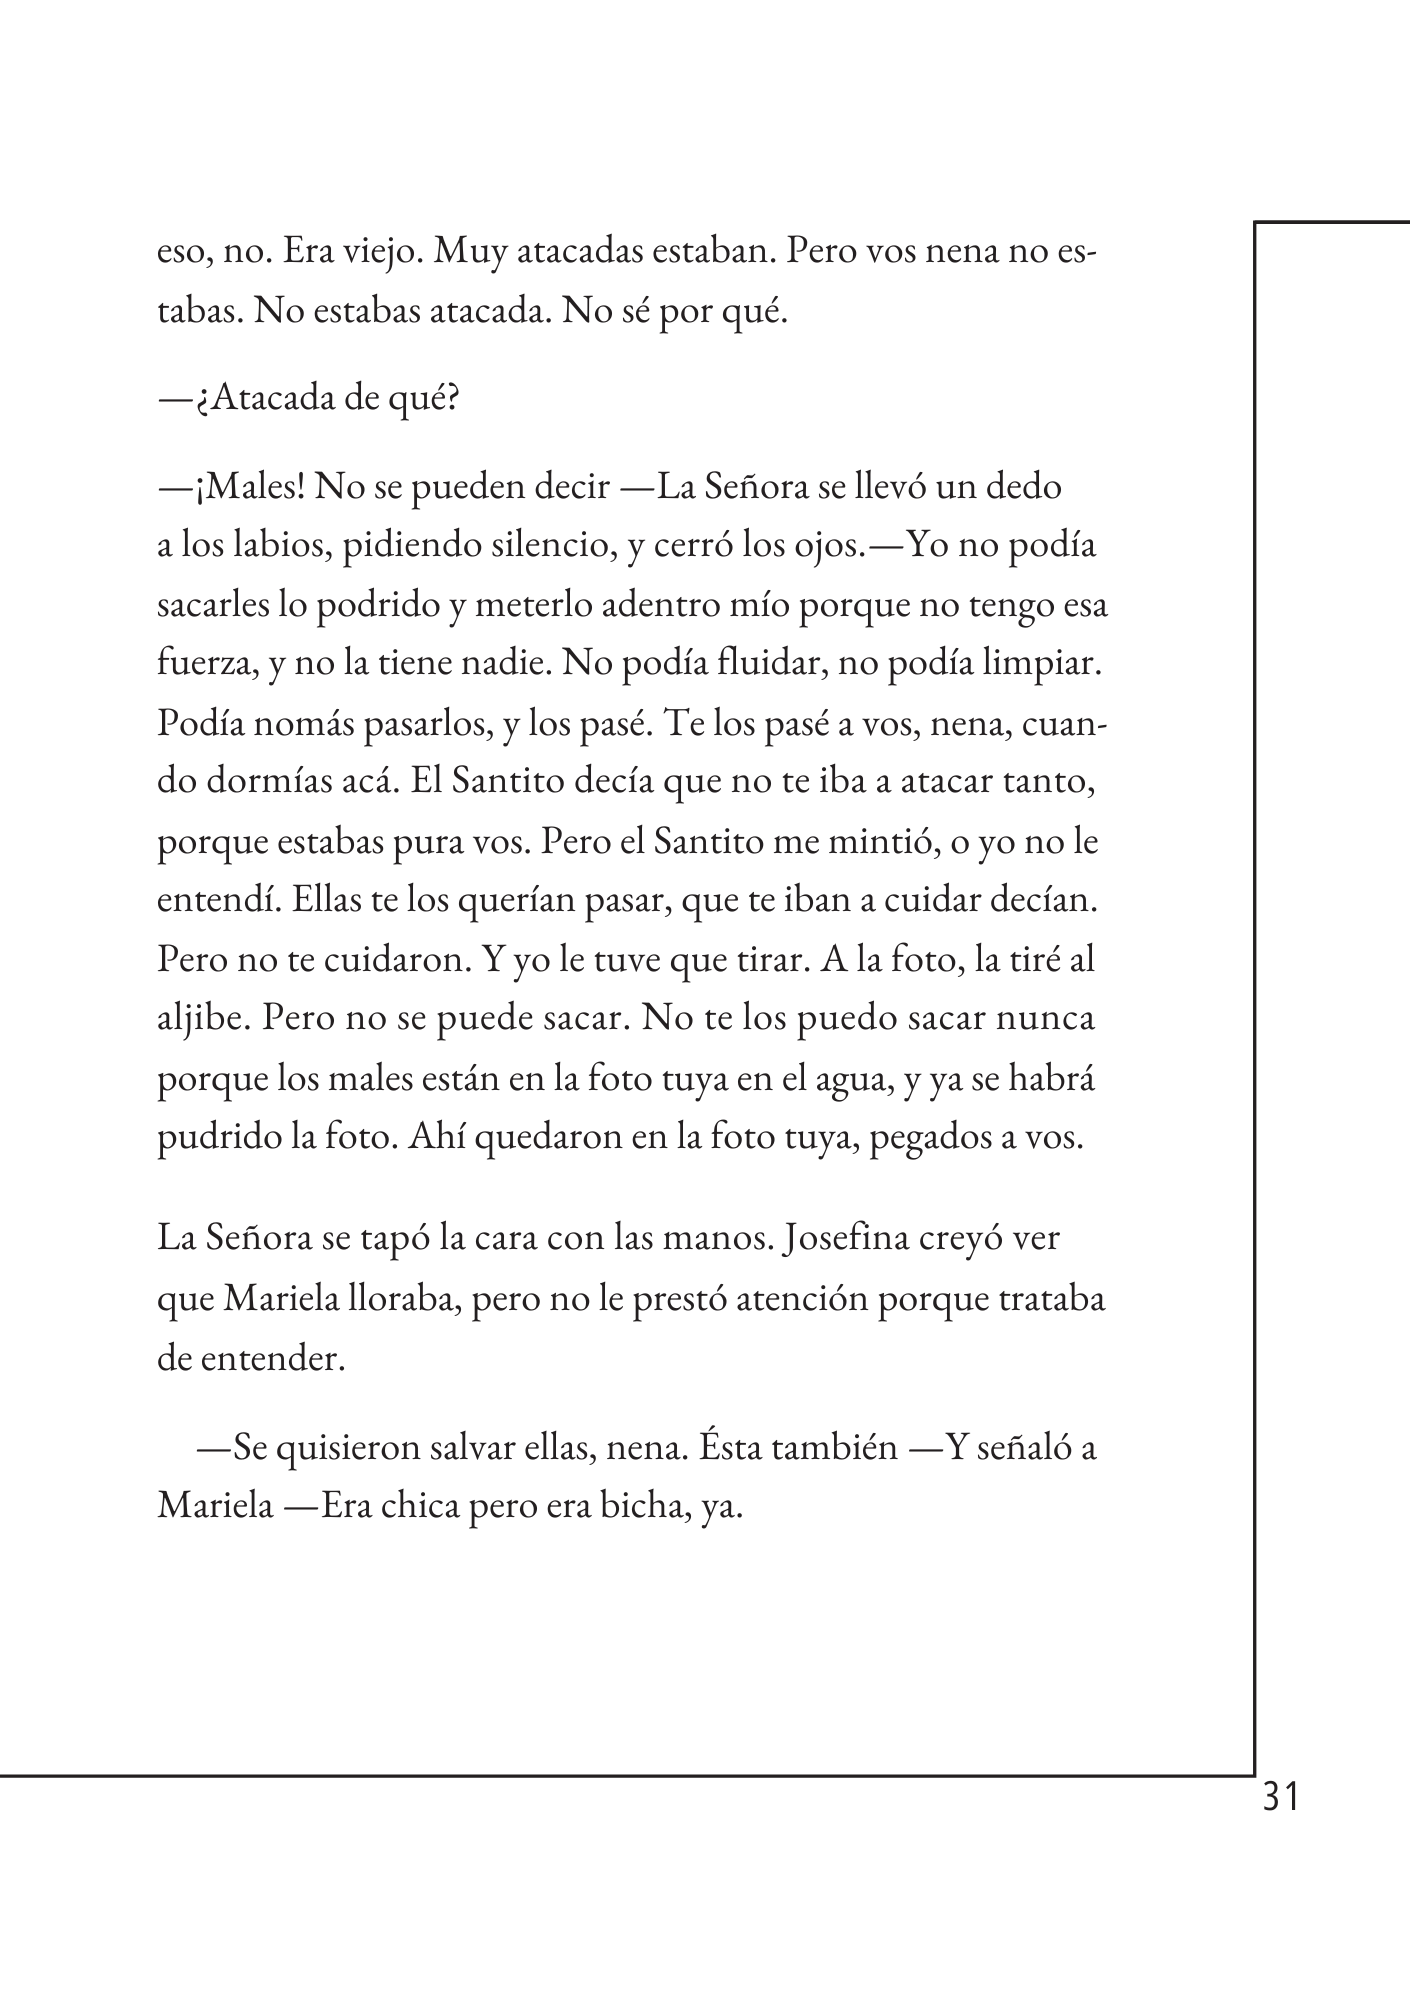 eso, no. Era viejo. Muy atacadas estaban. Pero vos nena no es-
tabas. No estabas atacada. No sé por qué.
—¿Atacada de qué?
—¡Males! No se pueden decir —La Señora se llevó un dedo
a los labios, pidiendo silencio, y cerró los ojos.—Yo no podía
sacarles lo podrido y meterlo adentro mío porque no tengo esa
fuerza, y no la tiene nadie. No podía fluidar, no podía limpiar.
Podía nomás pasarlos, y los pasé. Te los pasé a vos, nena, cuan-
do dormías acá. El Santito decía que no te iba a atacar tanto,
porque estabas pura vos. Pero el Santito me mintió, o yo no le
entendí. Ellas te los querían pasar, que te iban a cuidar decían.
Pero no te cuidaron. Y yo le tuve que tirar. A la foto, la tiré al
aljibe. Pero no se puede sacar. No te los puedo sacar nunca
porque los males están en la foto tuya en el agua, y ya se habrá
pudrido la foto. Ahí quedaron en la foto tuya, pegados a vos.
La Señora se tapó la cara con las manos. Josefina creyó ver
que Mariela lloraba, pero no le prestó atención porque trataba
de entender.
—Se quisieron salvar ellas, nena. Ésta también —Y señaló a
Mariela —Era chica pero era bicha, ya.
31